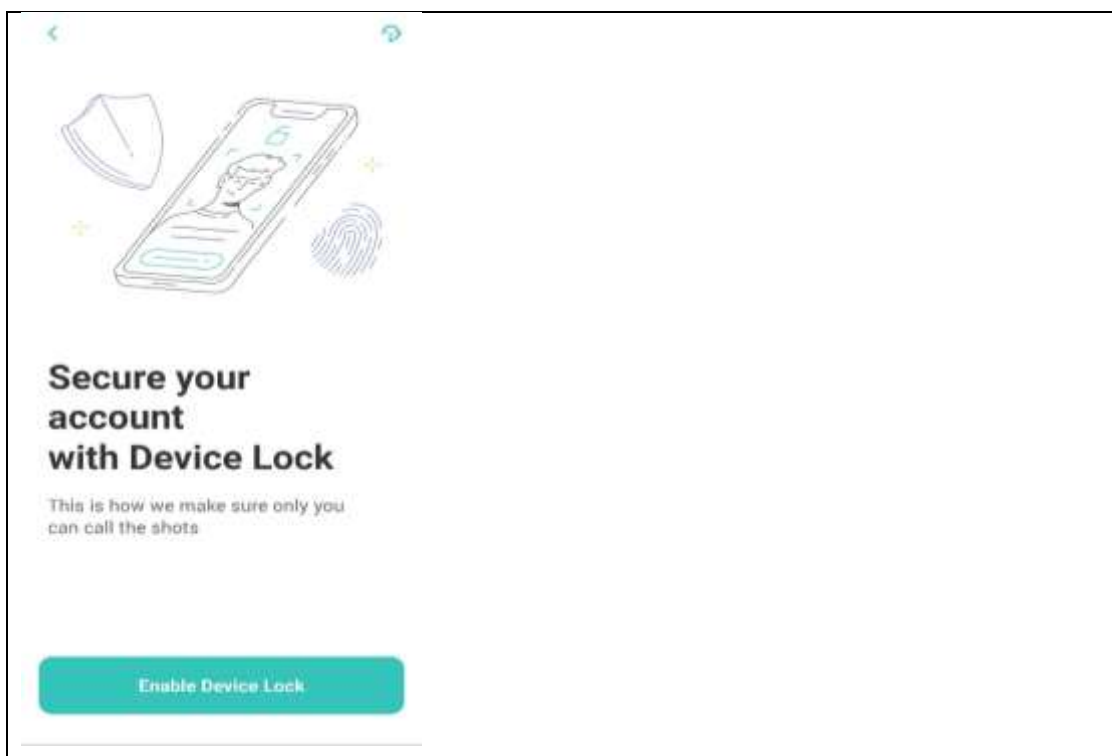 Secure your
account
with Device Lock
This is how we make sure only you
can call the shots
Enable Device Lock